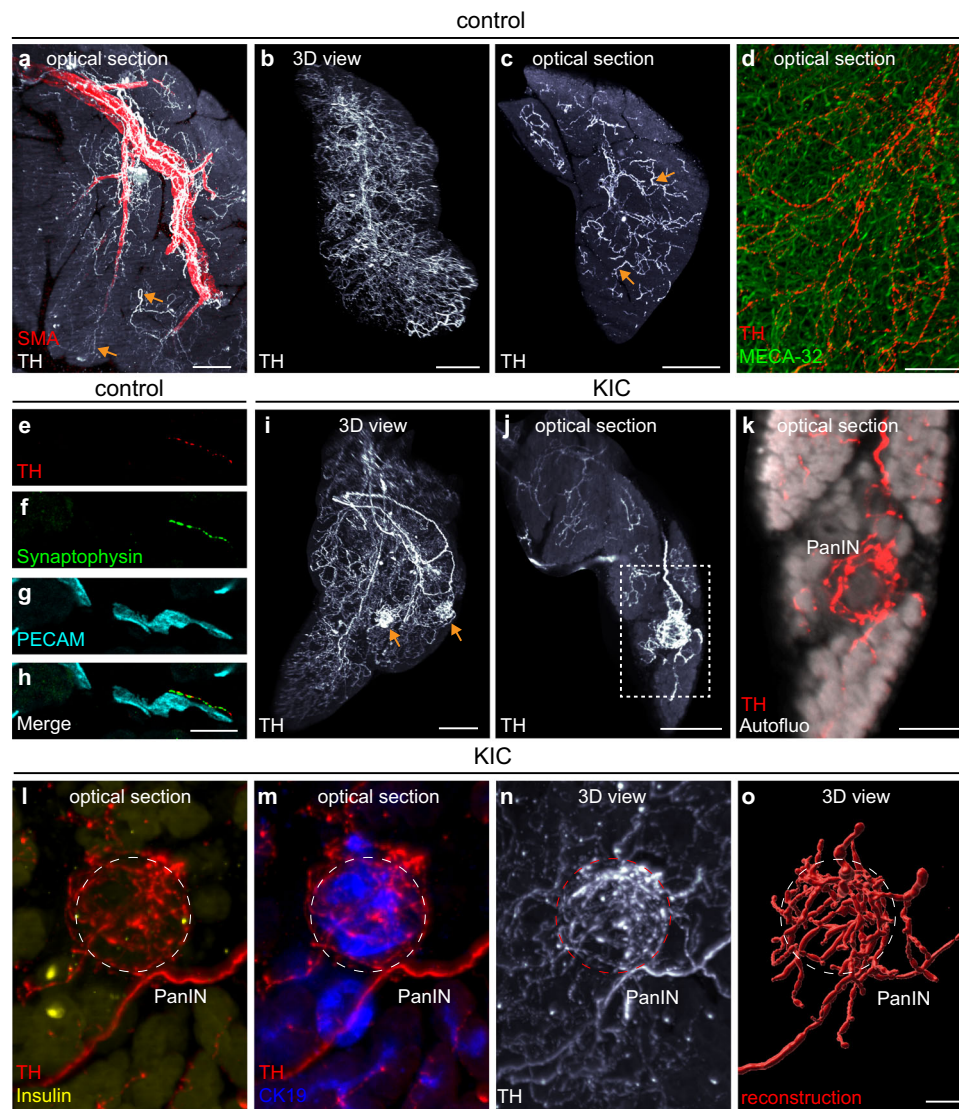 control
a optical section
SMA
TH
b 3D view
TH
c optical section
TH
d optical section
TH
MECA-32
control
KIC
e
TH
f
Synaptophysin
g
PECAM
h
Merge
i 3D view
TH
j optical section
TH
k optical section
PanIN
TH
Autofluo
KIC
l optical section
PanIN
TH
Insulin
m optical section
PanIN
TH
CK19
n 3D view
PanIN
TH
o 3D view
PanIN
reconstruction